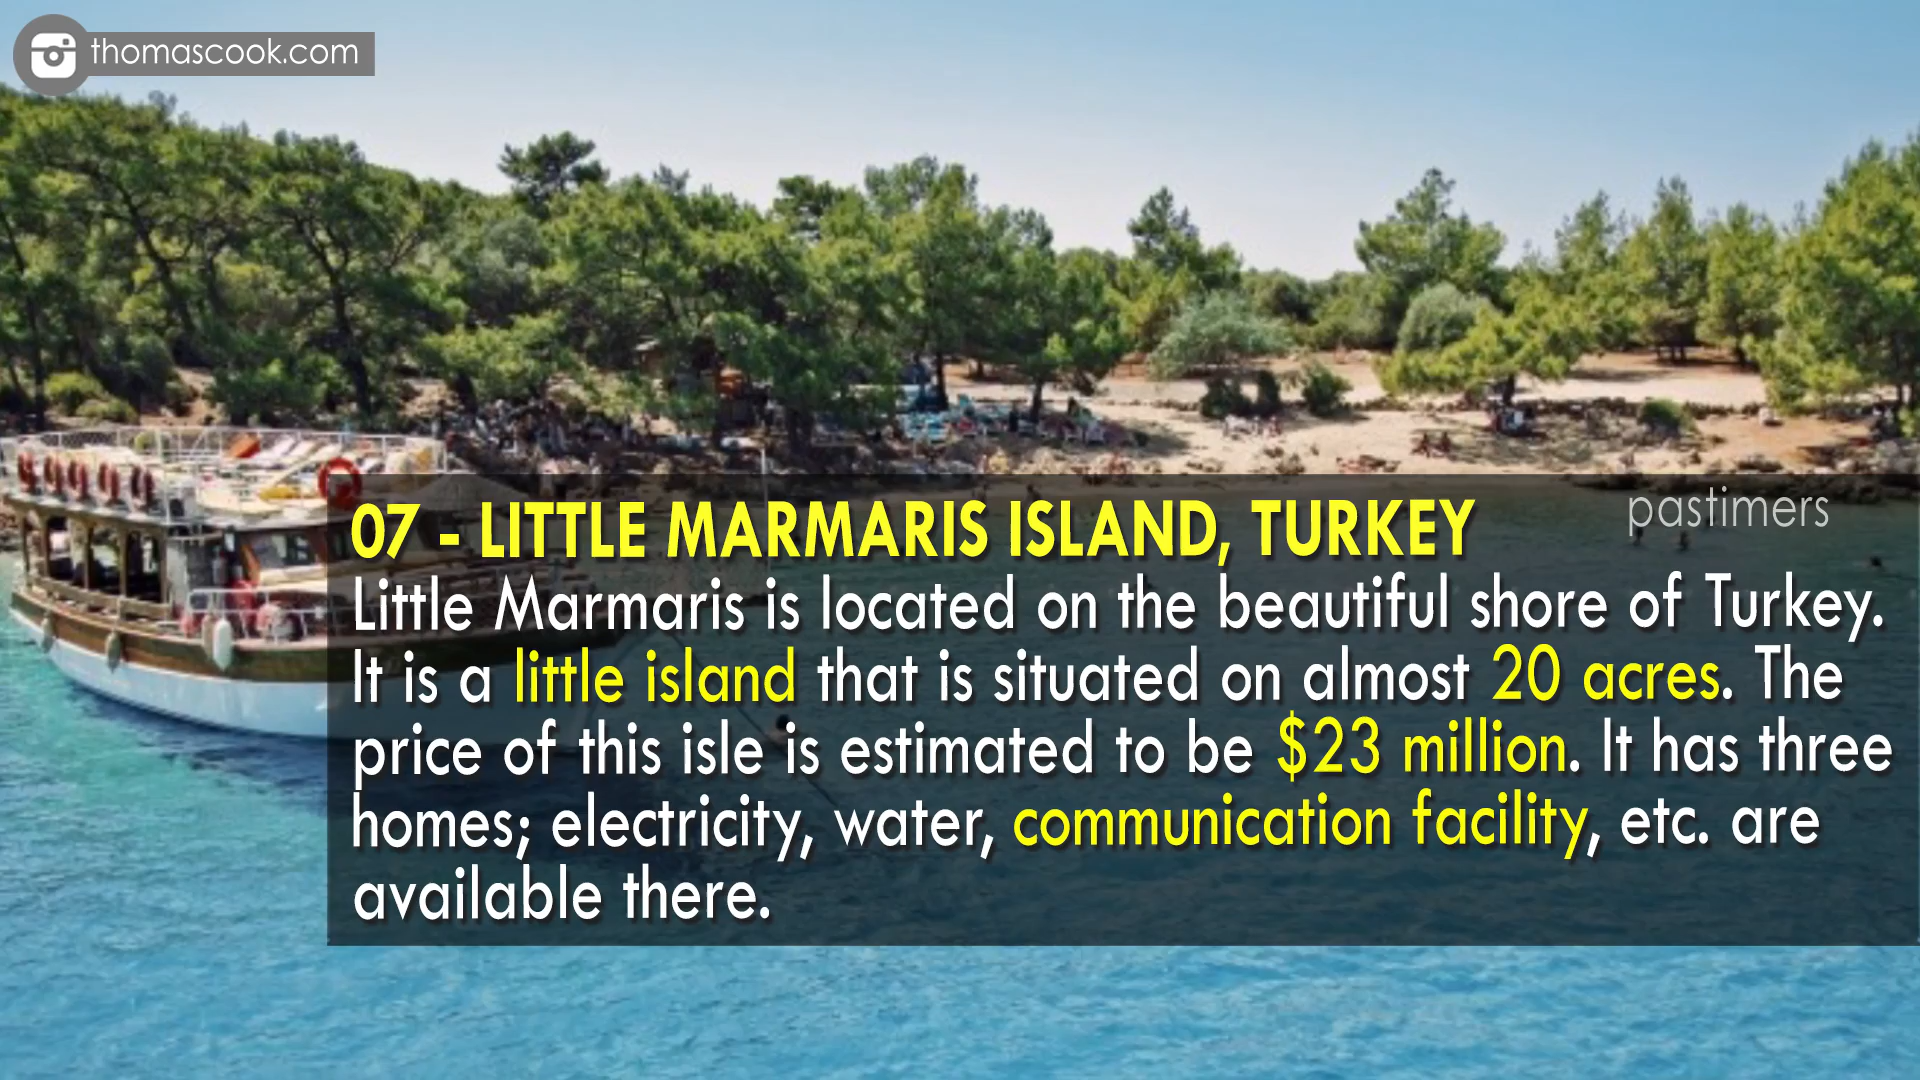 thomascook.com
07 - LITTLE MARMARIS ISLAND, TURKEY
pastimers
Little Marmaris is located on the beautiful shore of Turkey.
It is a little island that is situated on almost 20 acres. The
price of this isle is estimated to be $23 million. It has three
homes; electricity, water, communication facility, etc. are
available there.